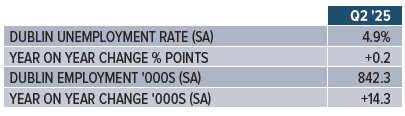 Q2 '25
DUBLIN UNEMPLOYMENT RATE (SA) 4.9%
YEAR ON YEAR CHANGE % POINTS +0.2
DUBLIN EMPLOYMENT '000S (SA) 842.3
YEAR ON YEAR CHANGE '000S (SA) +14.3